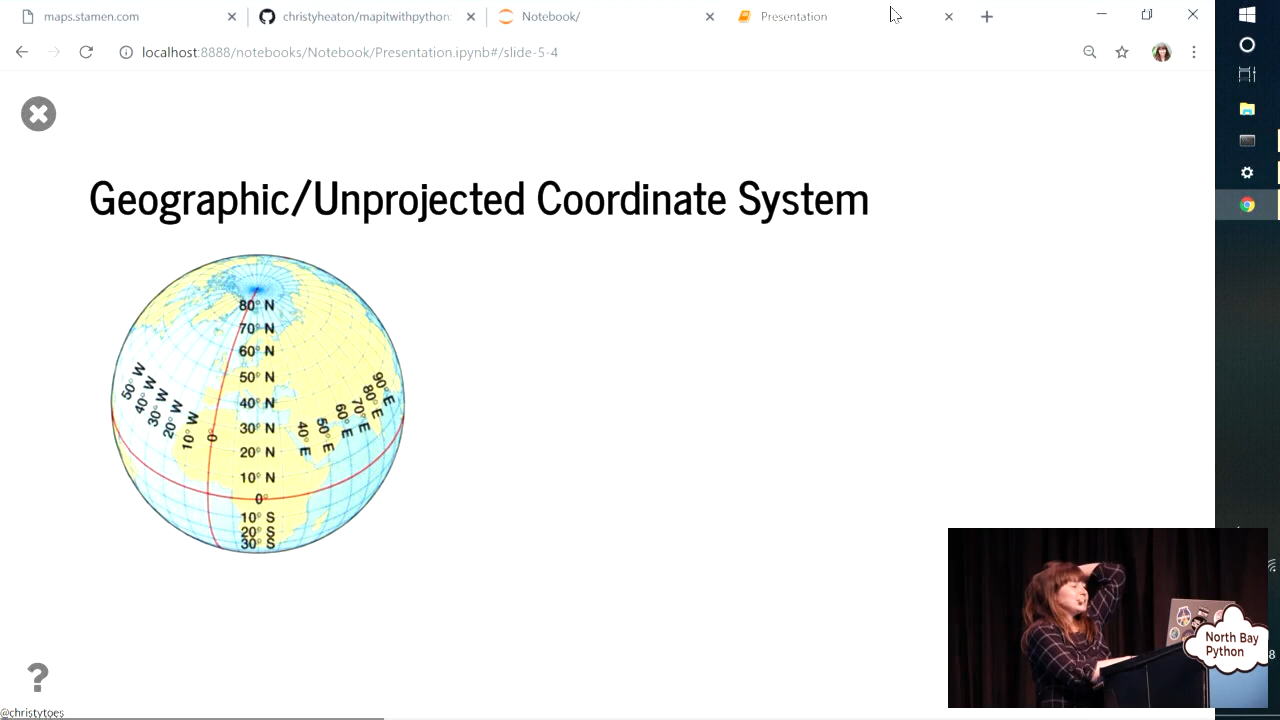 maps.stamen.com
christyheaton/mapitwithpython:
Notebook/
Presentation
localhost:8888/notebooks/Notebook/Presentation.ipynb#/slide-5-4
Geographic/Unprojected Coordinate System
80° N
70° N
60° N
50° N
40° N
30° N
20° N
10° N
0°
10° S
20° S
30° S
50° W
40° W
30° W
20° W
10° W
0°
40° E
50° E
60° E
70° E
80° E
90° E
North Bay
Python
?
@christytoes